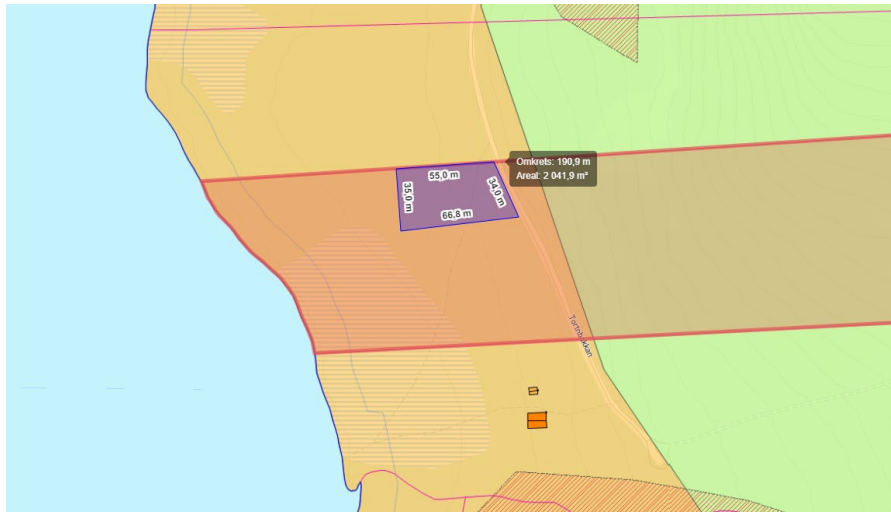 Omkrets: 190,9 m
Areal: 2 041,9 m²
55,0 m
35,0 m
34,0 m
66,8 m